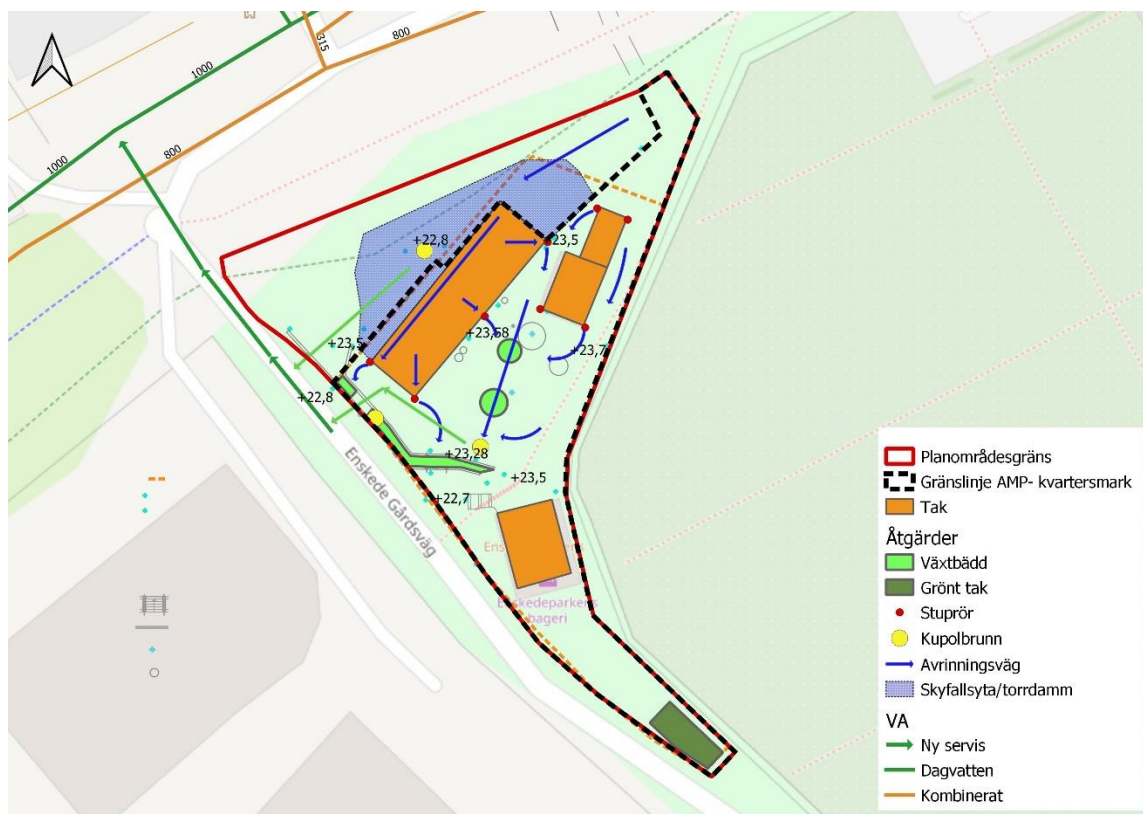 315
800
1000
800
1000
+22,8
+23,5
+23,58
+23,5
+23,7
+22,8
Enskede Gårdsväg
+23,28
+23,5
+22,7
bageri
Planområdesgräns
Gränslinje AMP- kvartersmark
Tak
Åtgärder
Växtbädd
Grönt tak
Stuprör
Kupolbrunn
Avrinningsväg
Skyfallsyta/torrdamm
VA
Ny servis
Dagvatten
Kombinerat